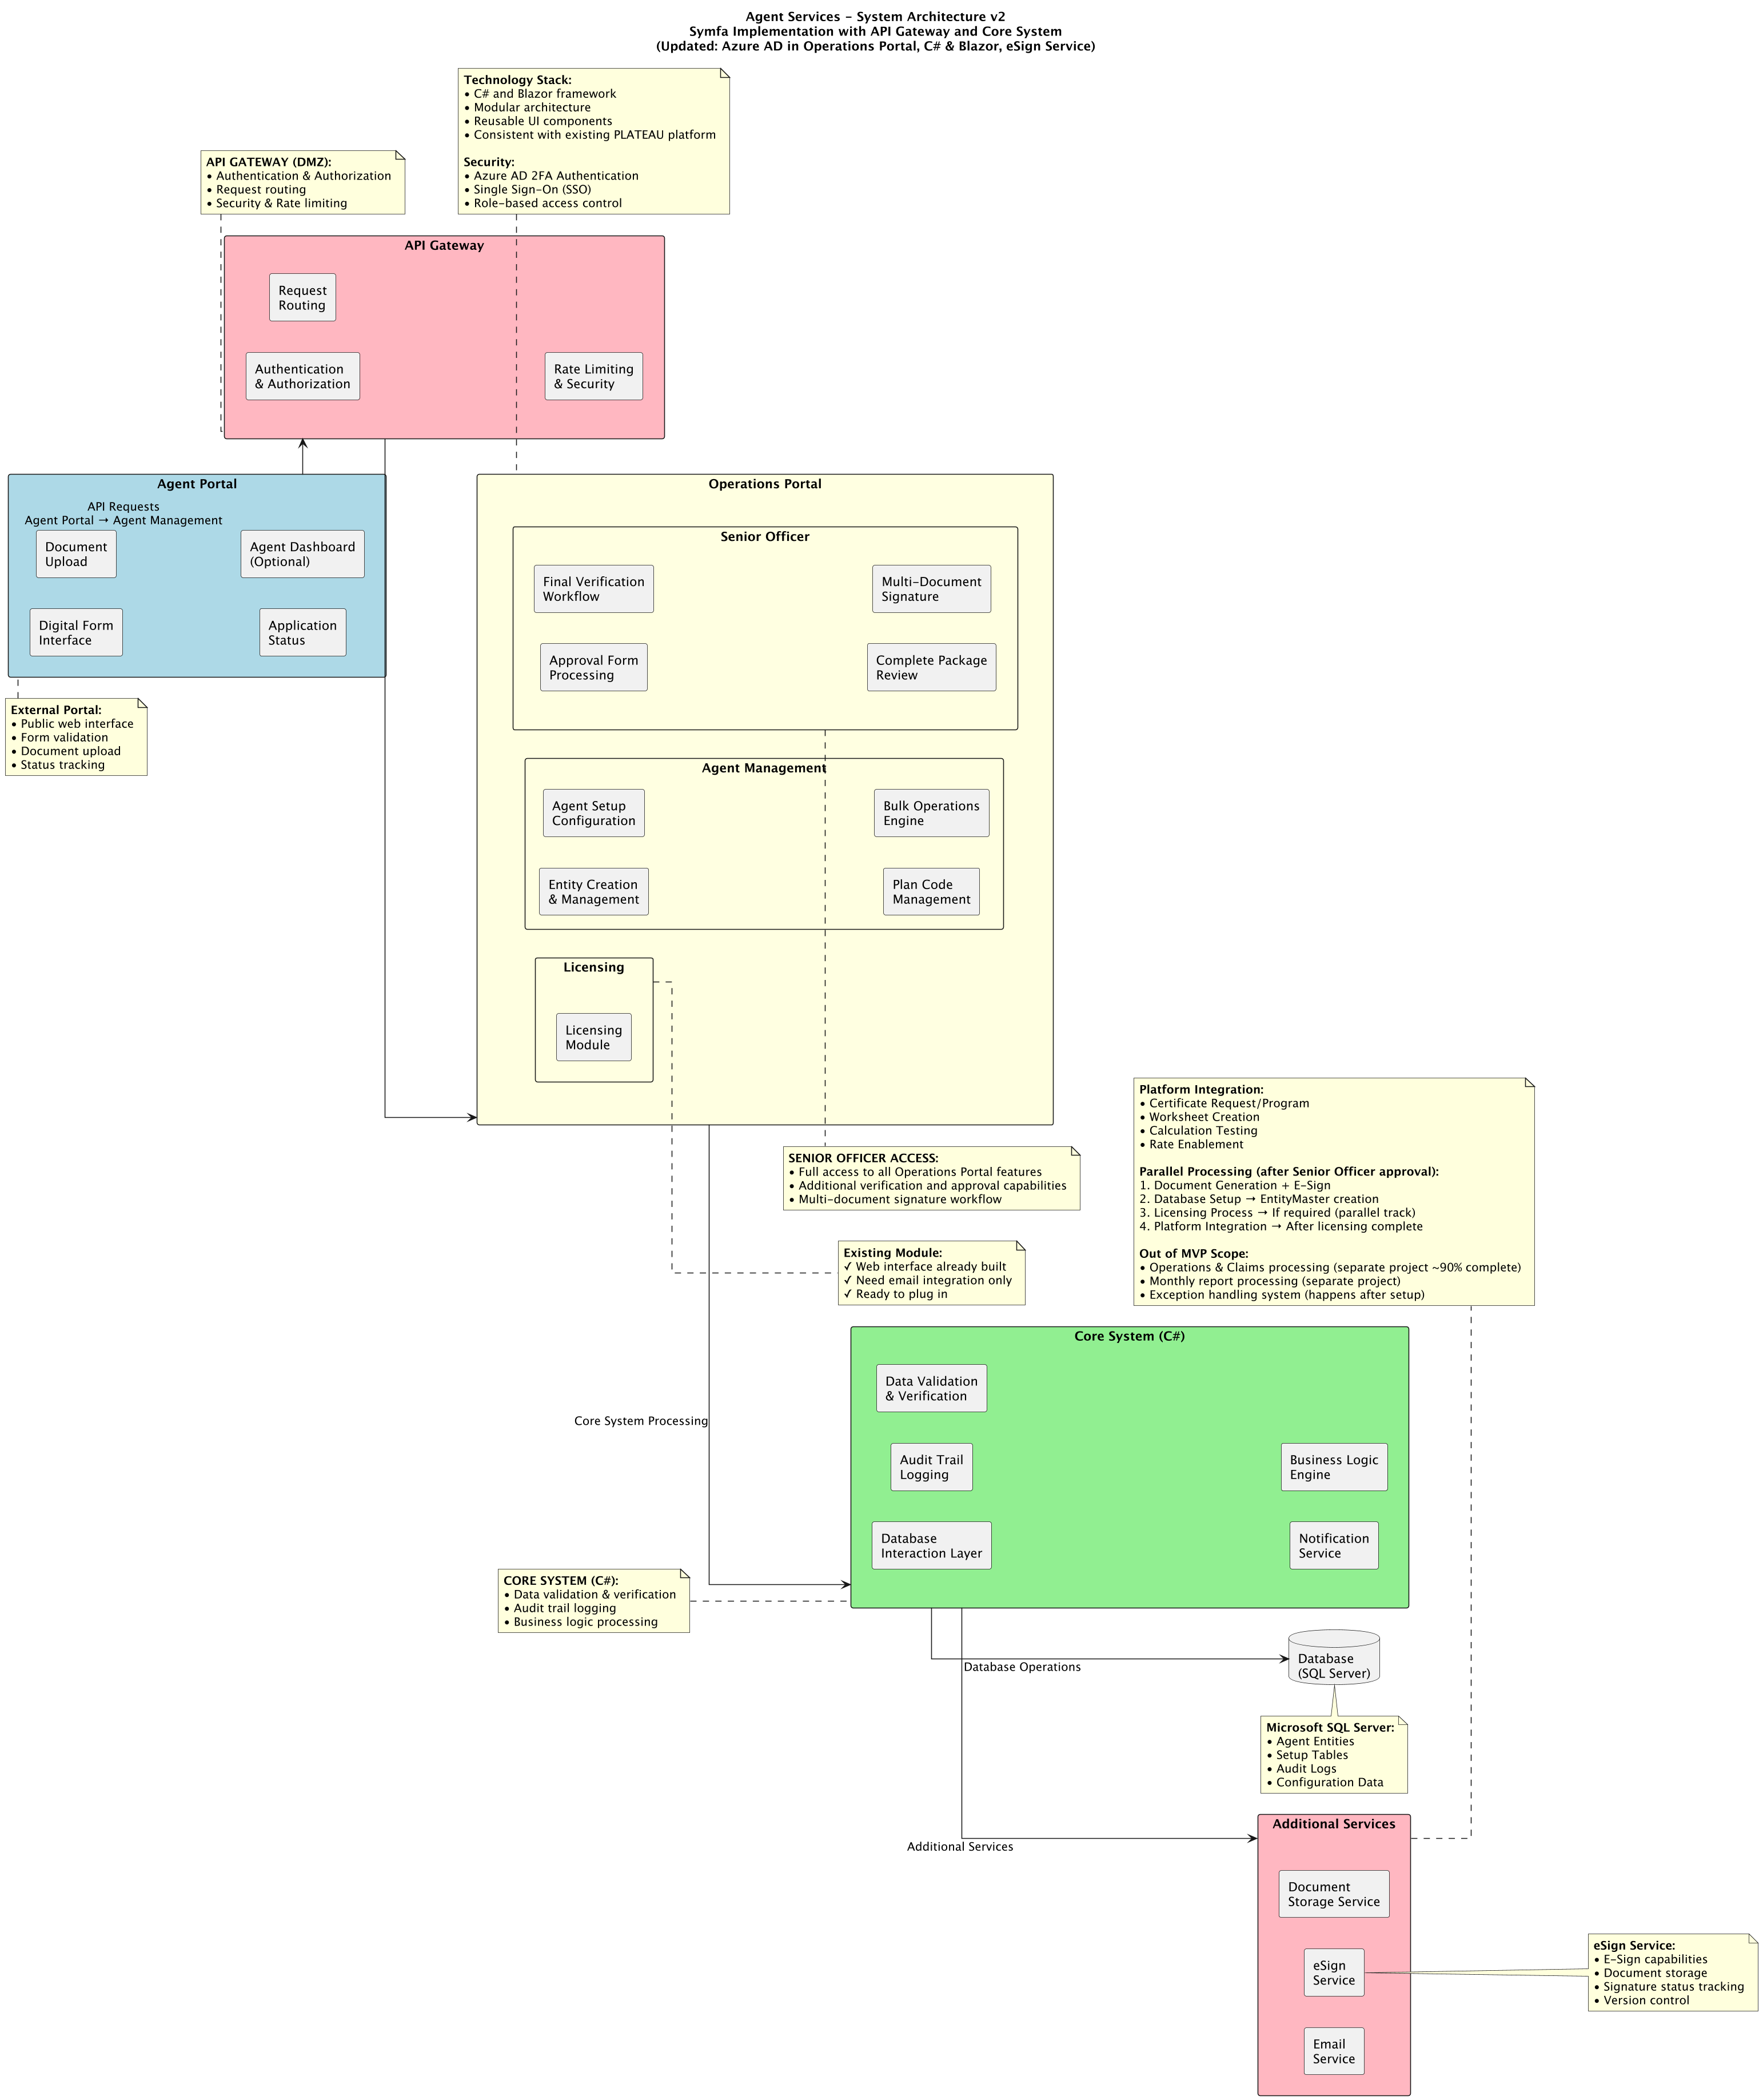 Agent Services - System Architecture v2
Symfa Implementation with API Gateway and Core System
(Updated: Azure AD in Operations Portal, C# & Blazor, eSign Service)
Technology Stack:
• C# and Blazor framework
• Modular architecture
• Reusable UI components
• Consistent with existing PLATEAU platform
Security:
• Azure AD 2FA Authentication
• Single Sign-On (SSO)
• Role-based access control
API GATEWAY (DMZ):
• Authentication & Authorization
• Request routing
• Security & Rate limiting
API Gateway
Request
Routing
Authentication
& Authorization
Rate Limiting
& Security
Agent Portal
API Requests
Agent Portal → Agent Management
Document
Upload
Agent Dashboard
(Optional)
Digital Form
Interface
Application
Status
External Portal:
• Public web interface
• Form validation
• Document upload
• Status tracking
Operations Portal
Senior Officer
Final Verification
Workflow
Multi-Document
Signature
Approval Form
Processing
Complete Package
Review
Agent Management
Agent Setup
Configuration
Bulk Operations
Engine
Entity Creation
& Management
Plan Code
Management
Licensing
Licensing
Module
SENIOR OFFICER ACCESS:
• Full access to all Operations Portal features
• Additional verification and approval capabilities
• Multi-document signature workflow
Existing Module:
✓ Web interface already built
✓ Need email integration only
✓ Ready to plug in
Platform Integration:
• Certificate Request/Program
• Worksheet Creation
• Calculation Testing
• Rate Enablement
Parallel Processing (after Senior Officer approval):
1. Document Generation + E-Sign
2. Database Setup → EntityMaster creation
3. Licensing Process → If required (parallel track)
4. Platform Integration → After licensing complete
Out of MVP Scope:
• Operations & Claims processing (separate project ~90% complete)
• Monthly report processing (separate project)
• Exception handling system (happens after setup)
Core System Processing
Core System (C#)
Data Validation
& Verification
Audit Trail
Logging
Business Logic
Engine
Database
Interaction Layer
Notification
Service
CORE SYSTEM (C#):
• Data validation & verification
• Audit trail logging
• Business logic processing
Database Operations
Database
(SQL Server)
Microsoft SQL Server:
• Agent Entities
• Setup Tables
• Audit Logs
• Configuration Data
Additional Services
Additional Services
Document
Storage Service
eSign
Service
Email
Service
eSign Service:
• E-Sign capabilities
• Document storage
• Signature status tracking
• Version control